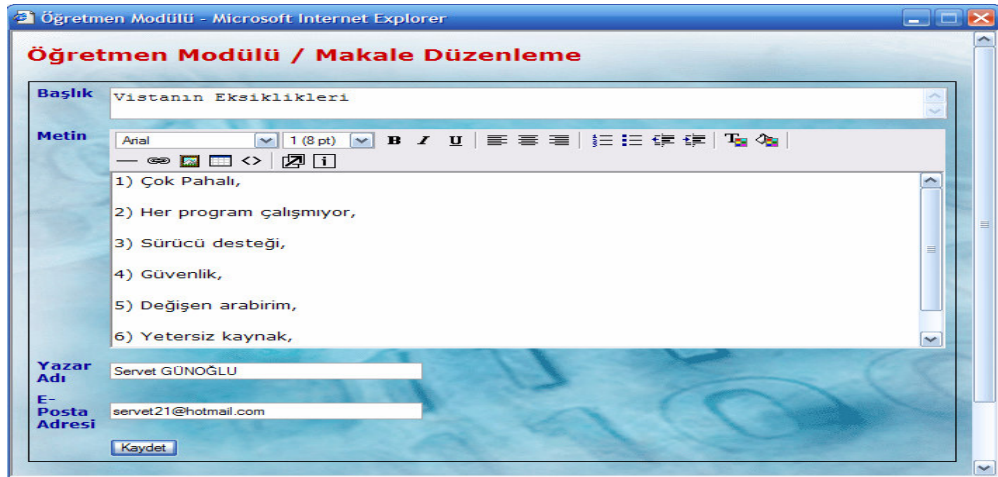 Öğretmen Modülü - Microsoft Internet Explorer
Öğretmen Modülü / Makale Düzenleme
Başlık
Vistanın Eksiklikleri
Metin
Arial 1 (8 pt) B I U
1) Çok Pahalı,
2) Her program çalışmıyor,
3) Sürücü desteği,
4) Güvenlik,
5) Değişen arabirim,
6) Yetersiz kaynak,
Yazar
Adı
Servet GÜNOĞLU
E-
Posta
Adresi
servet21@hotmail.com
Kaydet